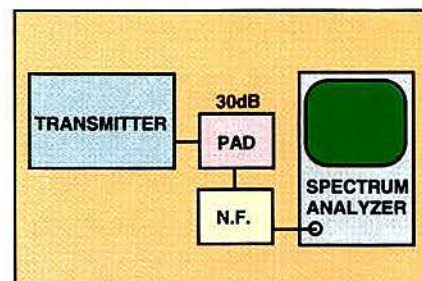 TRANSMITTER
30dB
PAD
N.F.
SPECTRUM
ANALYZER